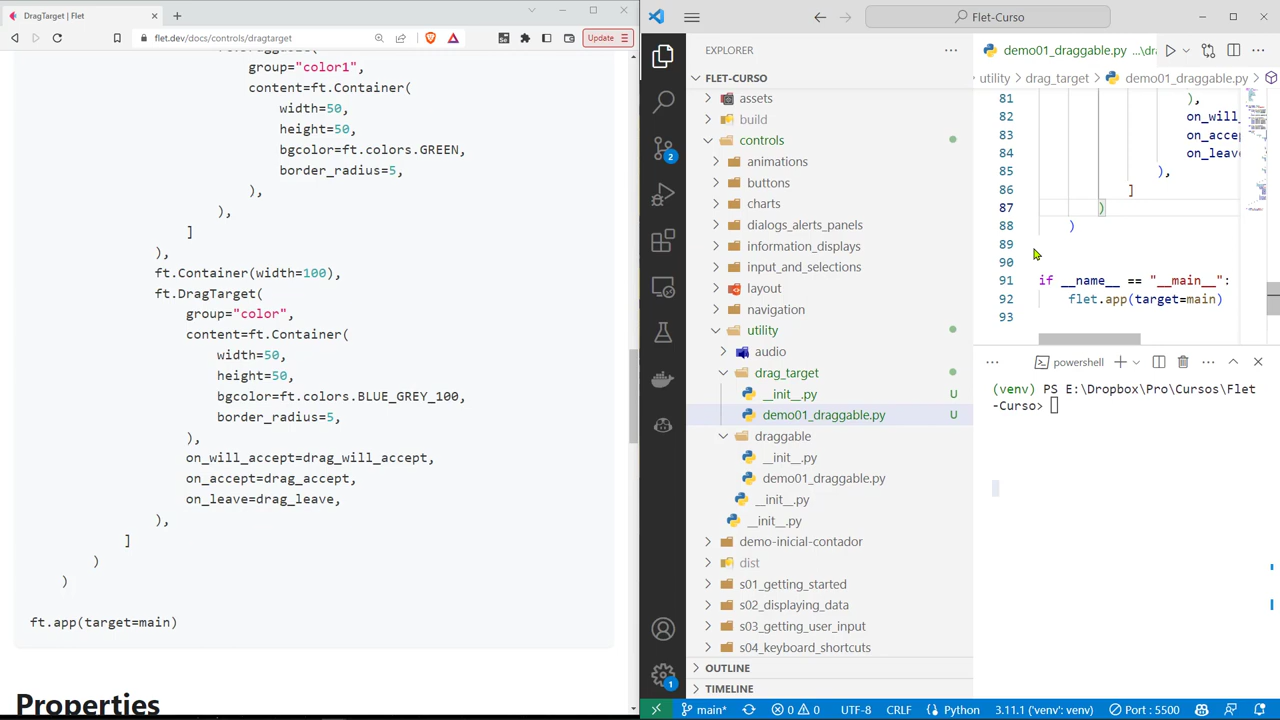 DragTarget | Flet
flet.dev/docs/controls/dragtarget
Update
group="color1",
content=ft.Container(
width=50,
height=50,
bgcolor=ft.colors.GREEN,
border_radius=5,
),
),
]
),
ft.Container(width=100),
ft.DragTarget(
group="color",
content=ft.Container(
width=50,
height=50,
bgcolor=ft.colors.BLUE_GREY_100,
border_radius=5,
),
on_will_accept=drag_will_accept,
on_accept=drag_accept,
on_leave=drag_leave,
),
]
)
)
ft.app(target=main)
Properties
Flet-Curso
EXPLORER
FLET-CURSO
assets
build
controls
animations
buttons
charts
dialogs_alerts_panels
information_displays
input_and_selections
layout
navigation
utility
audio
drag_target
__init__.py U
demo01_draggable.py U
draggable
__init__.py
demo01_draggable.py
__init__.py
__init__.py
demo-inicial-contador
dist
s01_getting_started
s02_displaying_data
s03_getting_user_input
s04_keyboard_shortcuts
OUTLINE
TIMELINE
2
1
demo01_draggable.py ...\dr
utility > drag_target > demo01_draggable.py >
81 ),
82 on_will_
83 on_accep
84 on_leave
85 ),
86 ]
87 )
88 )
89
90
91 if __name__ == "__main__":
92 flet.app(target=main)
93
powershell
(venv) PS E:\Dropbox\Pro\Cursos\Flet
-Curso>
main* 0 0 UTF-8 CRLF Python 3.11.1 ('venv': venv) Port : 5500